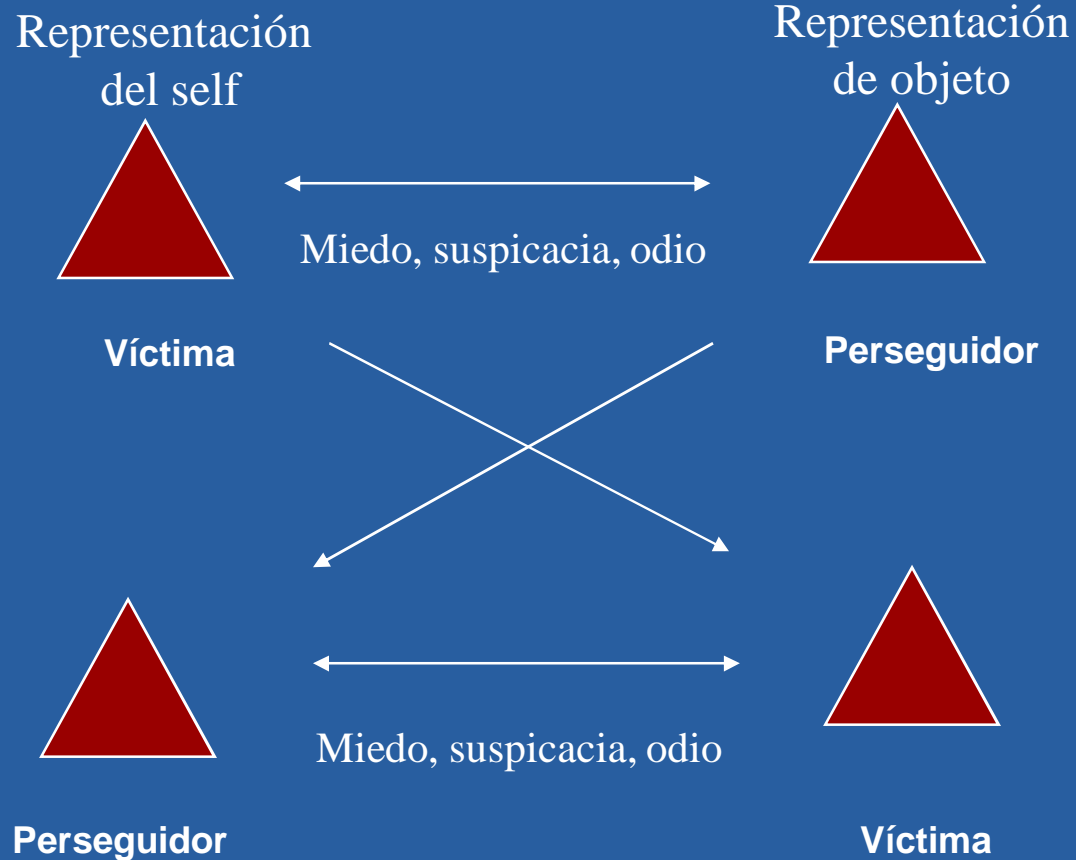 Representación
del self
Representación
de objeto
Miedo, suspicacia, odio
Víctima
Perseguidor
Miedo, suspicacia, odio
Perseguidor
Víctima